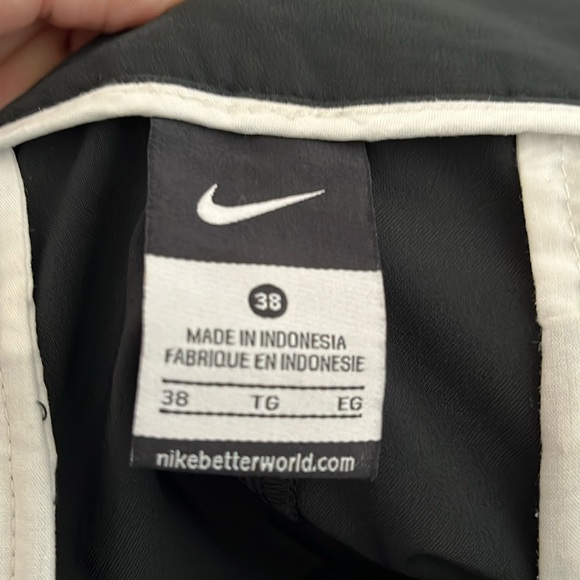 38
MADE IN INDONESIA
FABRIQUE EN INDONESIE
38 TG EG
nikebetterworld.com